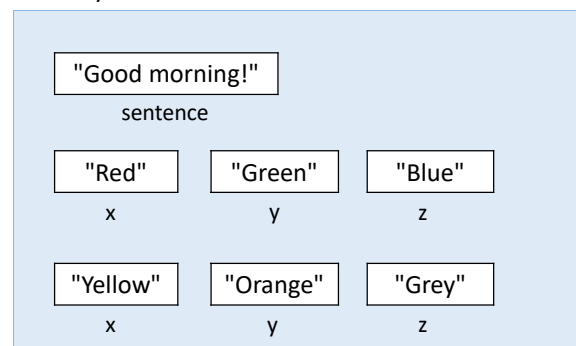 "Good morning!"
sentence
"Red" "Green" "Blue"
x y z
"Yellow" "Orange" "Grey"
x y z